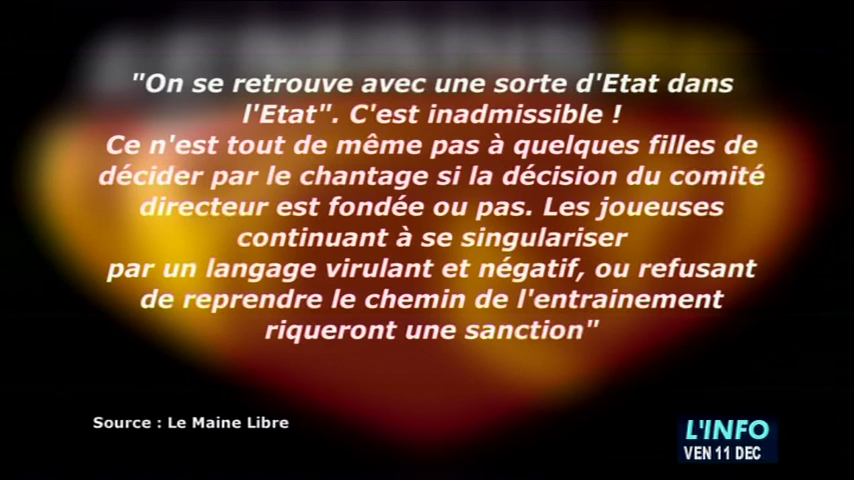 "On se retrouve avec une sorte d'Etat dans
l'Etat". C'est inadmissible !
Ce n'est tout de même pas à quelques filles de
décider par le chantage si la décision du comité
directeur est fondée ou pas. Les joueuses
continuant à se singulariser
par un langage virulant et négatif, ou refusant
de reprendre le chemin de l'entrainement
riqueront une sanction"
Source : Le Maine Libre
L'INFO
VEN 11 DEC